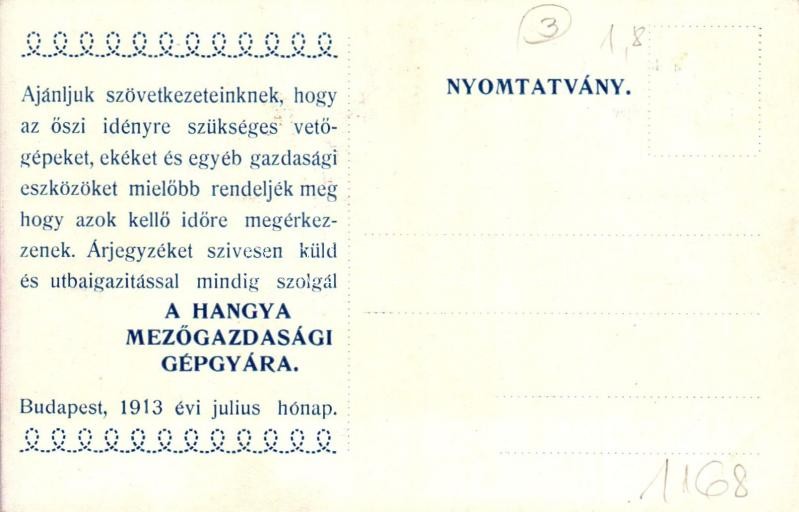 Ajánljuk szövetkezeteinknek, hogy
az őszi idényre szükséges vető-
gépeket, ekéket és egyéb gazdasági
eszközöket mielőbb rendeljék meg
hogy azok kellő időre megérkez-
zenek. Árjegyzéket szivesen küld
és utbaigazitással mindig szolgál
A HANGYA
MEZŐGAZDASÁGI
GÉPGYÁRA.
Budapest, 1913 évi julius hónap.
3
1,8
NYOMTATVÁNY.
1168